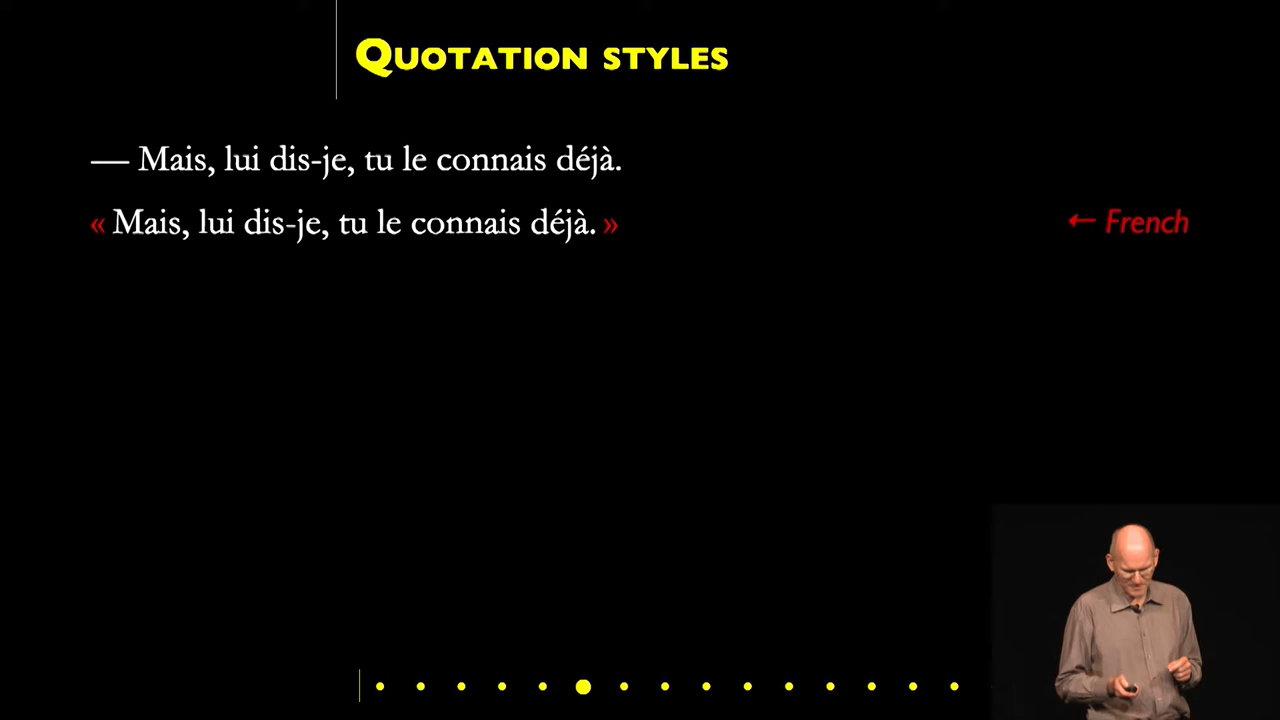 QUOTATION STYLES
— Mais, lui dis-je, tu le connais déjà.
« Mais, lui dis-je, tu le connais déjà. »
← French